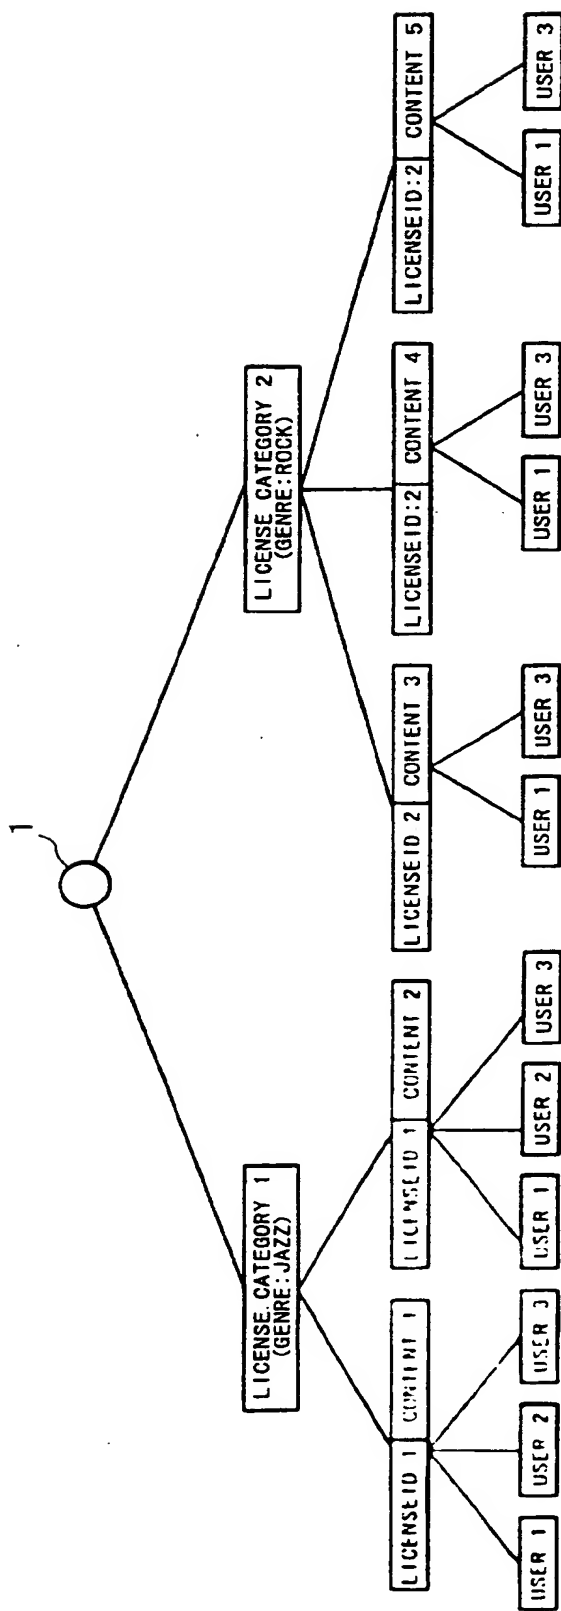 1
LICENSE CATEGORY 1
(GENRE:JAZZ)
LICENSE CATEGORY 2
(GENRE:ROCK)
LICENSEID 1 CONTENT 1
LICENSEID 1 CONTENT 2
LICENSEID 2 CONTENT 3
LICENSEID:2 CONTENT 4
LICENSEID:2 CONTENT 5
USER 1
USER 2
USER 3
USER 1
USER 2
USER 3
USER 1
USER 3
USER 1
USER 3
USER 1
USER 3